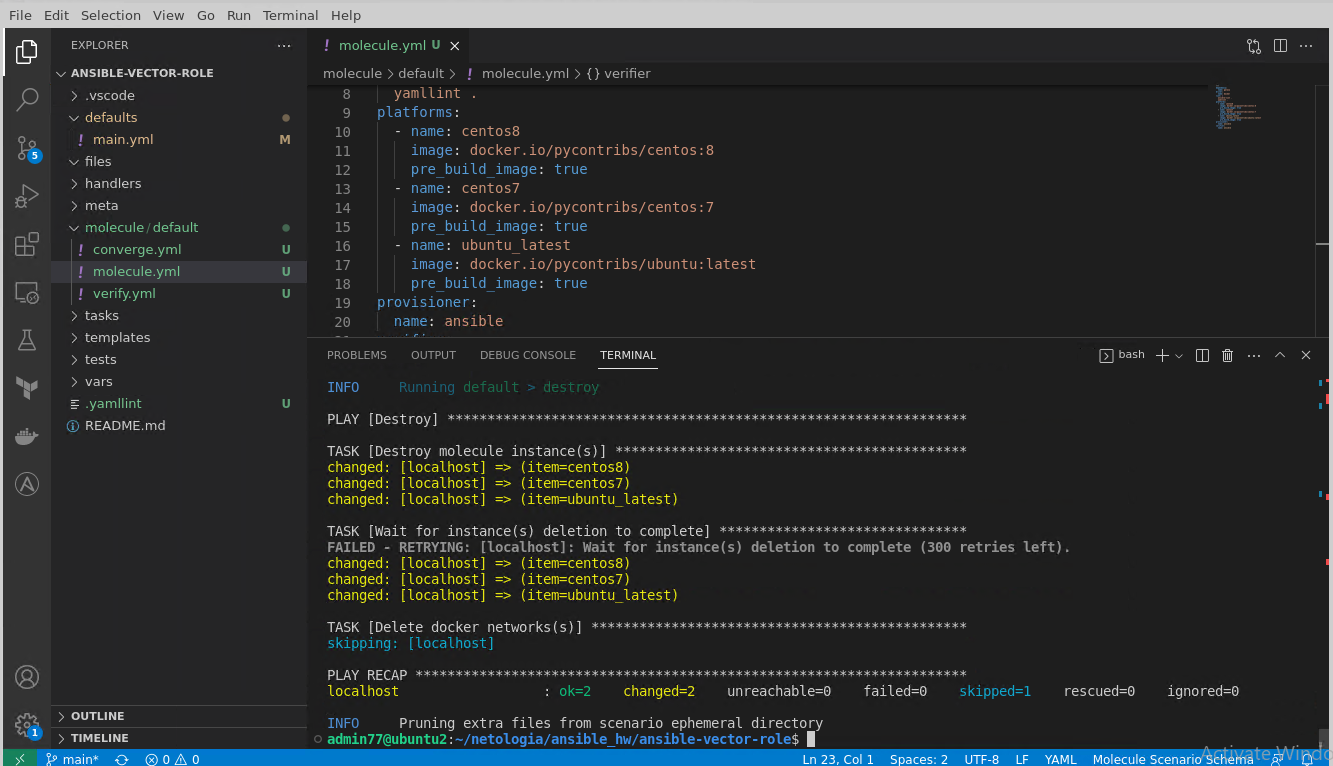 File Edit Selection View Go Run Terminal Help
EXPLORER
ANSIBLE-VECTOR-ROLE
.vscode
defaults
main.yml M
files
handlers
meta
molecule / default
converge.yml U
molecule.yml U
verify.yml U
tasks
templates
tests
vars
.yamllint U
README.md
OUTLINE
TIMELINE
5
1
molecule.yml U
molecule > default > molecule.yml > {} verifier
8 yamllint .
9 platforms:
10 - name: centos8
11 image: docker.io/pycontribs/centos:8
12 pre_build_image: true
13 - name: centos7
14 image: docker.io/pycontribs/centos:7
15 pre_build_image: true
16 - name: ubuntu_latest
17 image: docker.io/pycontribs/ubuntu:latest
18 pre_build_image: true
19 provisioner:
20 name: ansible
PROBLEMS OUTPUT DEBUG CONSOLE TERMINAL bash
INFO Running default > destroy
PLAY [Destroy] *****************************************************************
TASK [Destroy molecule instance(s)] ********************************************
changed: [localhost] => (item=centos8)
changed: [localhost] => (item=centos7)
changed: [localhost] => (item=ubuntu_latest)
TASK [Wait for instance(s) deletion to complete] *******************************
FAILED - RETRYING: [localhost]: Wait for instance(s) deletion to complete (300 retries left).
changed: [localhost] => (item=centos8)
changed: [localhost] => (item=centos7)
changed: [localhost] => (item=ubuntu_latest)
TASK [Delete docker networks(s)] ***********************************************
skipping: [localhost]
PLAY RECAP *********************************************************************
localhost : ok=2 changed=2 unreachable=0 failed=0 skipped=1 rescued=0 ignored=0
INFO Pruning extra files from scenario ephemeral directory
admin77@ubuntu2:~/netologia/ansible_hw/ansible-vector-role$
main* 0 0 Ln 23, Col 1 Spaces: 2 UTF-8 LF YAML Molecule Scenario Schema
Activate Windo